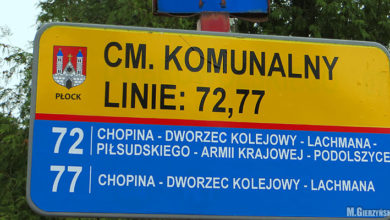 CM. KOMUNALNY
PŁOCK
LINIE: 72,77
72 CHOPINA - DWORZEC KOLEJOWY - LACHMANA -
PIŁSUDSKIEGO - ARMII KRAJOWEJ - PODOLSZYCE
77 CHOPINA - DWORZEC KOLEJOWY - LACHMANA